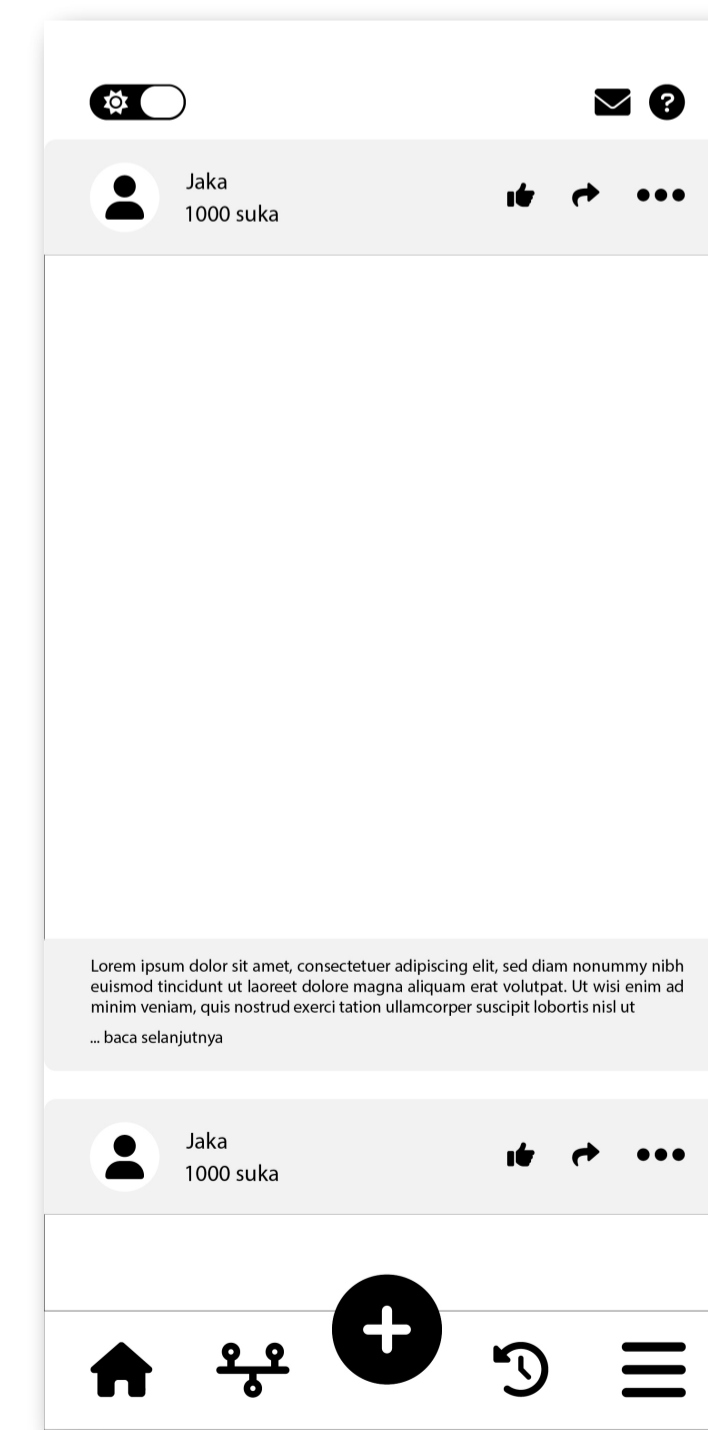 Jaka
1000 suka
Lorem ipsum dolor sit amet, consectetuer adipiscing elit, sed diam nonummy nibh
euismod tincidunt ut laoreet dolore magna aliquam erat volutpat. Ut wisi enim ad
minim veniam, quis nostrud exerci tation ullamcorper suscipit lobortis nisl ut
... baca selanjutnya
Jaka
1000 suka